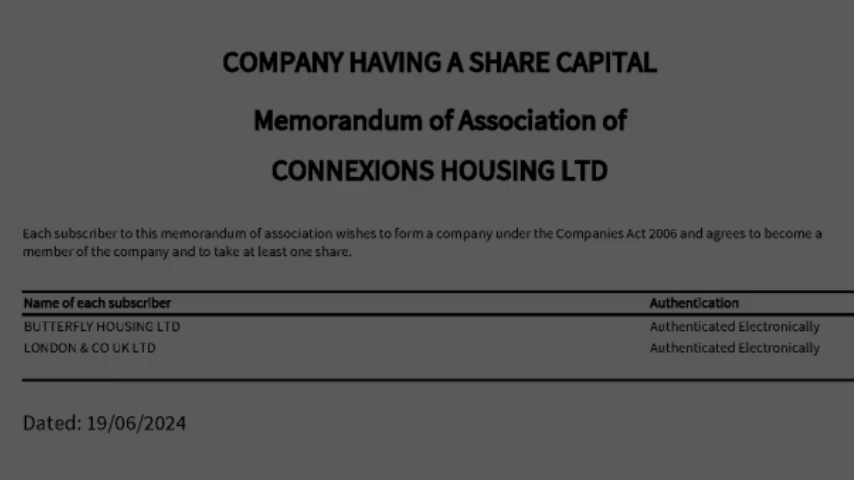 COMPANY HAVING A SHARE CAPITAL
Memorandum of Association of
CONNEXIONS HOUSING LTD
Each subscriber to this memorandum of association wishes to form a company under the Companies Act 2006 and agrees to become a
member of the company and to take at least one share.
Name of each subscriber Authentication
BUTTERFLY HOUSING LTD Authenticated Electronically
LONDON & CO UK LTD Authenticated Electronically
Dated: 19/06/2024